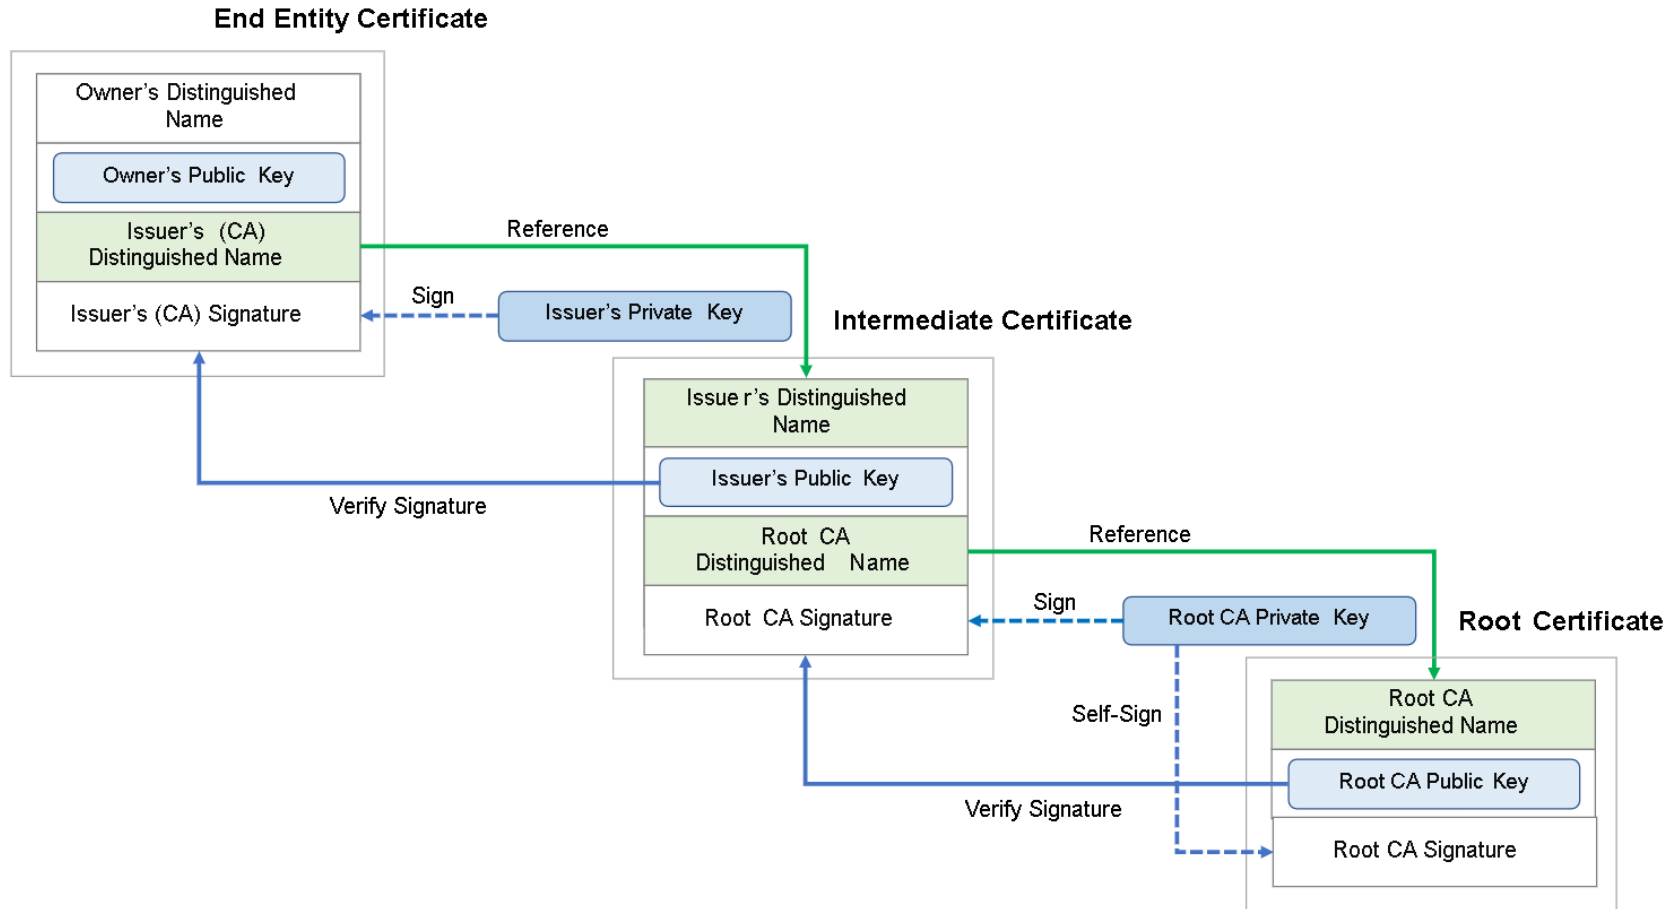 End Entity Certificate
Owner's Distinguished
Name
Owner's Public Key
Issuer's (CA)
Distinguished Name
Issuer's (CA) Signature
Reference
Sign
Issuer's Private Key
Verify Signature
Intermediate Certificate
Issuer's Distinguished
Name
Issuer's Public Key
Root CA
Distinguished Name
Root CA Signature
Reference
Sign
Root CA Private Key
Self-Sign
Verify Signature
Root Certificate
Root CA
Distinguished Name
Root CA Public Key
Root CA Signature